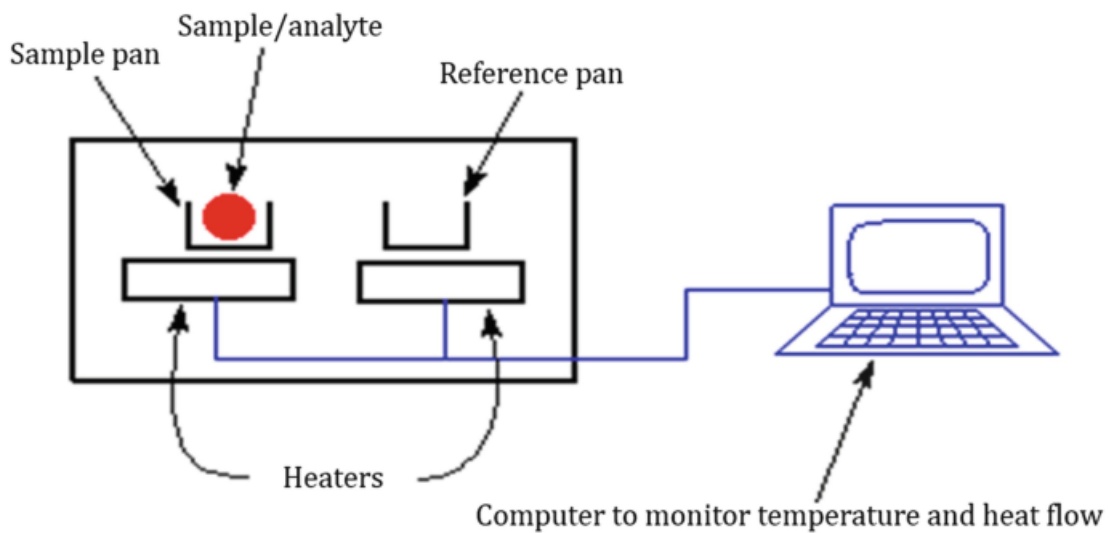 Sample/analyte
Sample pan
Reference pan
Heaters
Computer to monitor temperature and heat flow